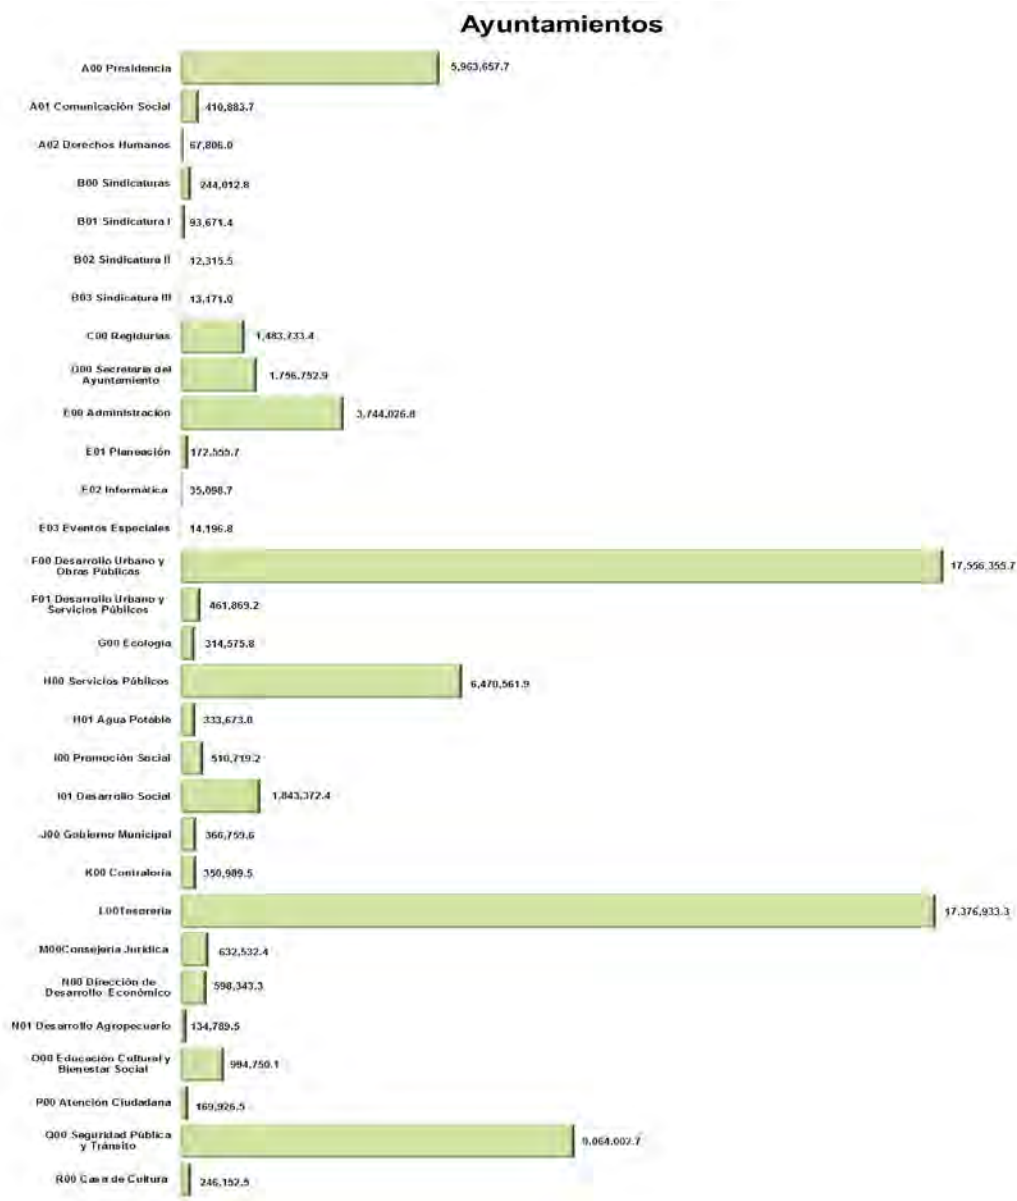 Ayuntamientos
A00 Presidencia 5,963,657.7
A01 Comunicación Social 410,883.7
A02 Derechos Humanos 67,806.0
B00 Sindicaturas 244,012.8
B01 Sindicatura I 93,671.4
B02 Sindicatura II 12,315.5
B03 Sindicatura III 13,171.0
C00 Regidurías 1,483,733.4
D00 Secretaría del
Ayuntamiento 1,756,752.9
E00 Administración 3,744,026.8
E01 Planeación 172,555.7
E02 Informática 35,098.7
E03 Eventos Especiales 14,196.8
F00 Desarrollo Urbano y
Obras Públicas 17,556,355.7
F01 Desarrollo Urbano y
Servicios Públicos 461,869.2
G00 Ecología 314,575.8
H00 Servicios Públicos 6,470,561.9
H01 Agua Potable 333,673.0
I00 Promoción Social 510,719.2
I01 Desarrollo Social 1,843,372.4
J00 Gobierno Municipal 366,759.6
K00 Contraloría 350,989.5
L00Tesorería 17,376,933.3
M00Consejería Jurídica 632,532.4
N00 Dirección de
Desarrollo Económico 598,343.3
N01 Desarrollo Agropecuario 134,789.5
O00 Educación Cultural y
Bienestar Social 994,750.1
P00 Atención Ciudadana 169,926.5
Q00 Seguridad Pública
y Tránsito 9,064,002.7
R00 Casa de Cultura 246,152.5